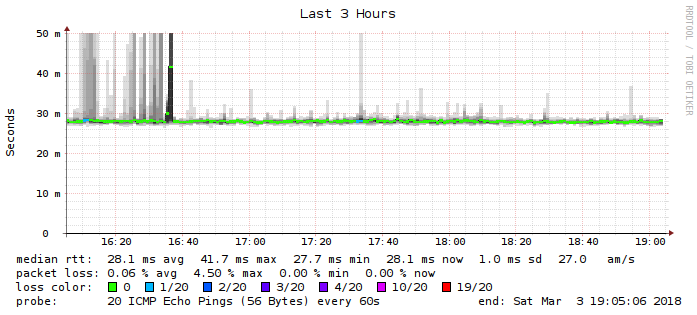 Last 3 Hours
RRDTOOL / TOBI OETIKER
Seconds
50 m
40 m
30 m
20 m
10 m
0
16:20 16:40 17:00 17:20 17:40 18:00 18:20 18:40 19:00
median rtt: 28.1 ms avg 41.7 ms max 27.7 ms min 28.1 ms now 1.0 ms sd 27.0 am/s
packet loss: 0.06 % avg 4.50 % max 0.00 % min 0.00 % now
loss color: 0 1/20 2/20 3/20 4/20 10/20 19/20
probe: 20 ICMP Echo Pings (56 Bytes) every 60s end: Sat Mar 3 19:05:06 2018